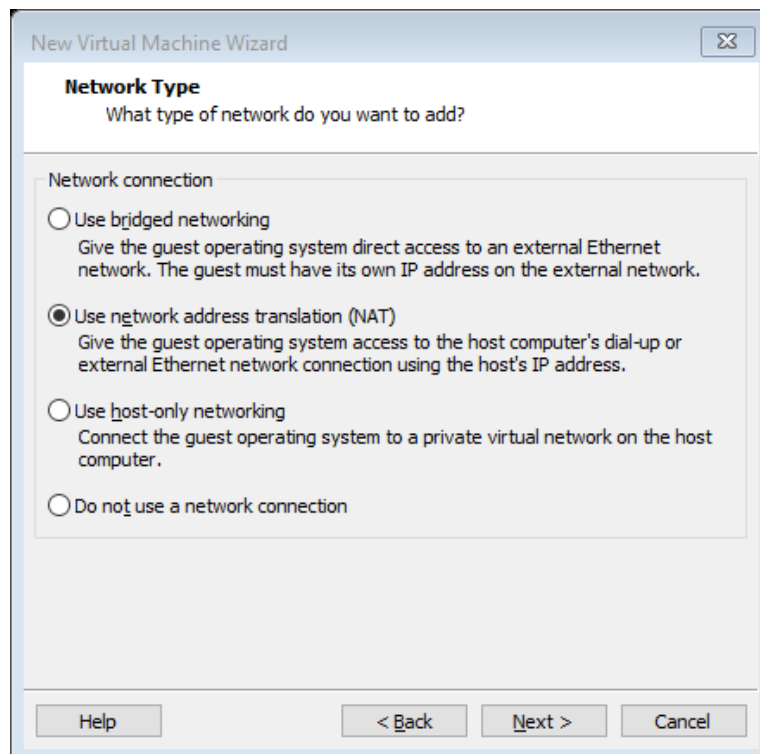 New Virtual Machine Wizard
Network Type
What type of network do you want to add?
Network connection
Use bridged networking
Give the guest operating system direct access to an external Ethernet
network. The guest must have its own IP address on the external network.
Use network address translation (NAT)
Give the guest operating system access to the host computer's dial-up or
external Ethernet network connection using the host's IP address.
Use host-only networking
Connect the guest operating system to a private virtual network on the host
computer.
Do not use a network connection
Help < Back Next > Cancel